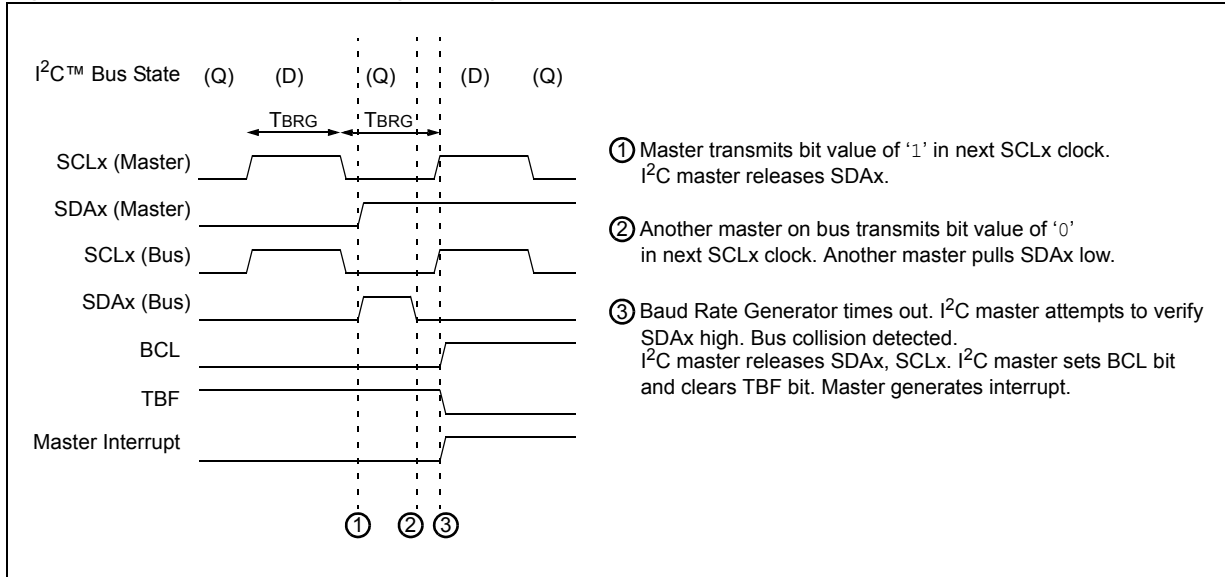 I²C™ Bus State (Q) (D) (Q) (D) (Q)
TBRG TBRG
SCLx (Master)
SDAx (Master)
SCLx (Bus)
SDAx (Bus)
BCL
TBF
Master Interrupt
1 2 3
① Master transmits bit value of ‘1’ in next SCLx clock.
I²C master releases SDAx.
② Another master on bus transmits bit value of ‘0’
in next SCLx clock. Another master pulls SDAx low.
③ Baud Rate Generator times out. I²C master attempts to verify
SDAx high. Bus collision detected.
I²C master releases SDAx, SCLx. I²C master sets BCL bit
and clears TBF bit. Master generates interrupt.